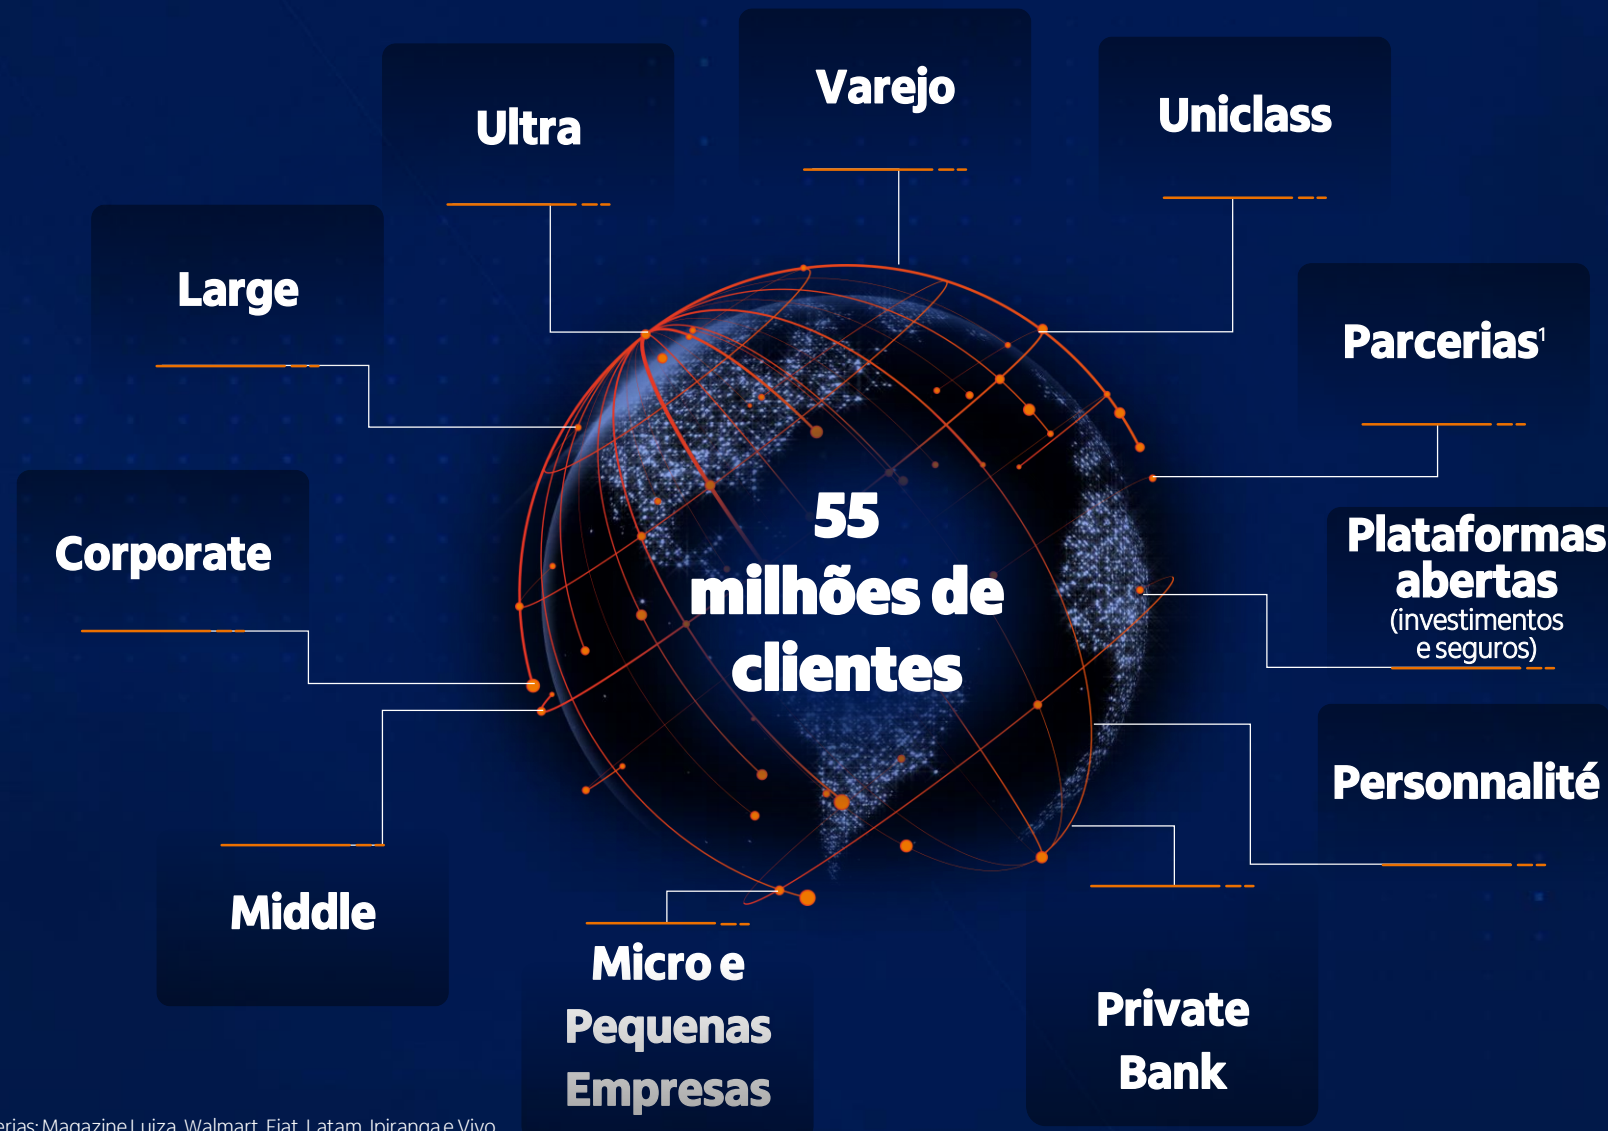 Varejo
Ultra
Uniclass
Large
Parcerias¹
Corporate
55
milhões de
clientes
Plataformas
abertas
(investimentos
e seguros)
Personnalité
Middle
Micro e
Pequenas
Empresas
Private
Bank
erias: Magazine Luiza, Walmart, Fiat, Latam, Ipiranga e Vivo